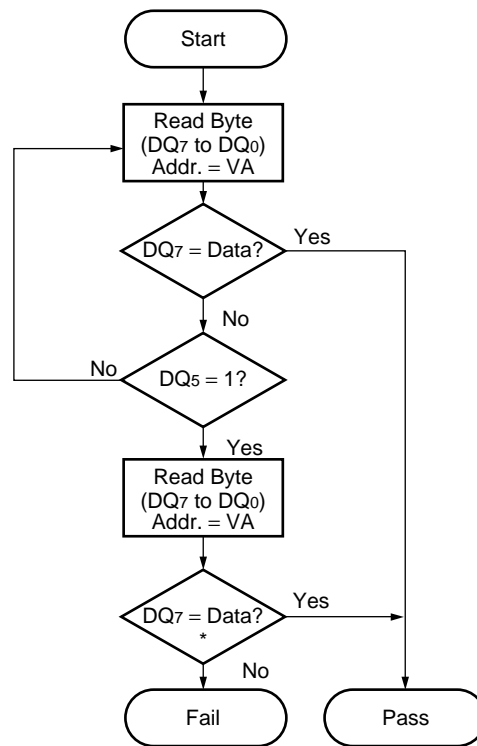 Start
Read Byte
(DQ7 to DQ0)
Addr. = VA
DQ7 = Data?
Yes
No
No
DQ5 = 1?
Yes
Read Byte
(DQ7 to DQ0)
Addr. = VA
DQ7 = Data?
*
Yes
No
Fail
Pass